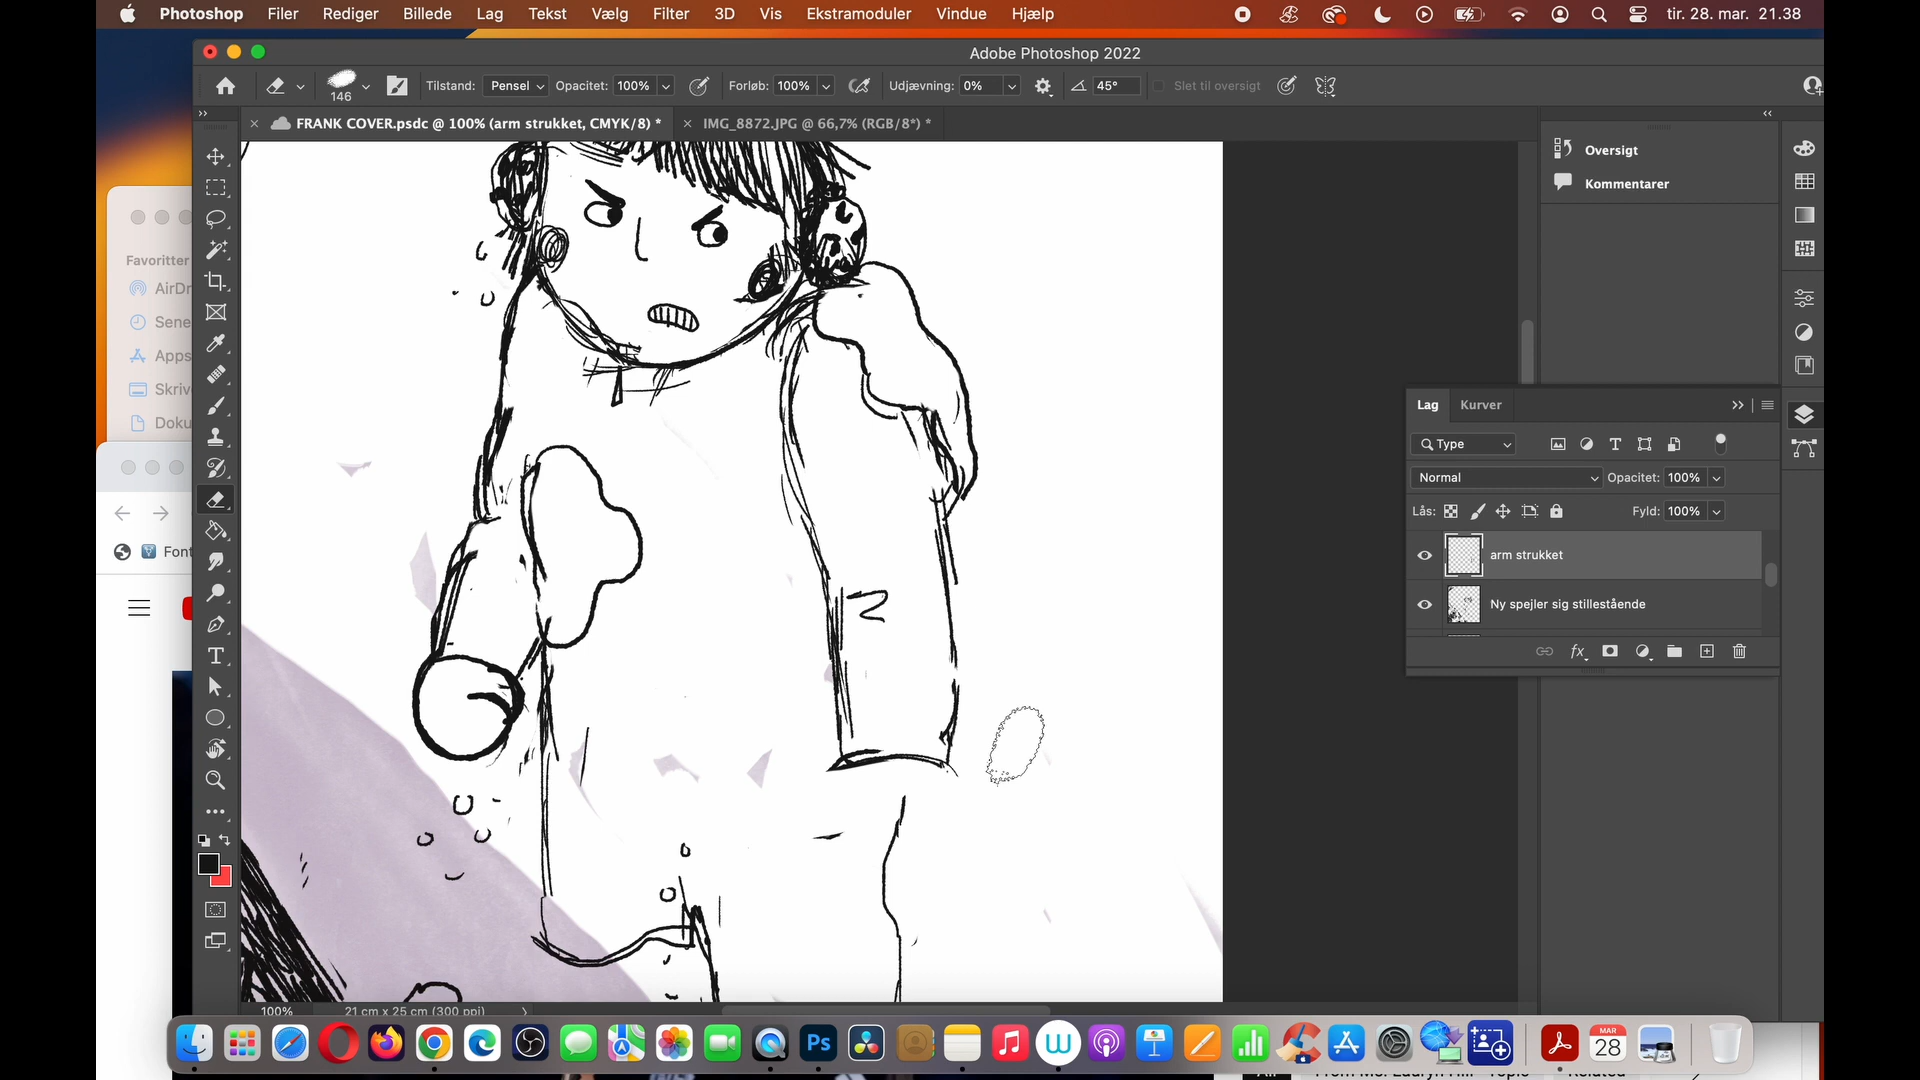 Photoshop Filer Rediger Billede Lag Tekst Vælg Filter 3D Vis Ekstramoduler Vindue Hjælp tir. 28. mar. 21.38
Adobe Photoshop 2022
146 Tilstand: Pensel Opacitet: 100% Forløb: 100% Udjævning: 0% 45° Slet til oversigt
FRANK COVER.psdc @ 100% (arm strukket, CMYK/8) *
IMG_8872.JPG @ 66,7% (RGB/8*) *
Oversigt
Kommentarer
Favoritter
AirDr
Sene
Apps
Skriv
Doku
Font
Lag Kurver
Type
Normal Opacitet: 100%
Lås: Fyld: 100%
arm strukket
Ny spejler sig stillestående
fx
100% 21 cm x 25 cm (300 ppi)
Ps
MAR
28